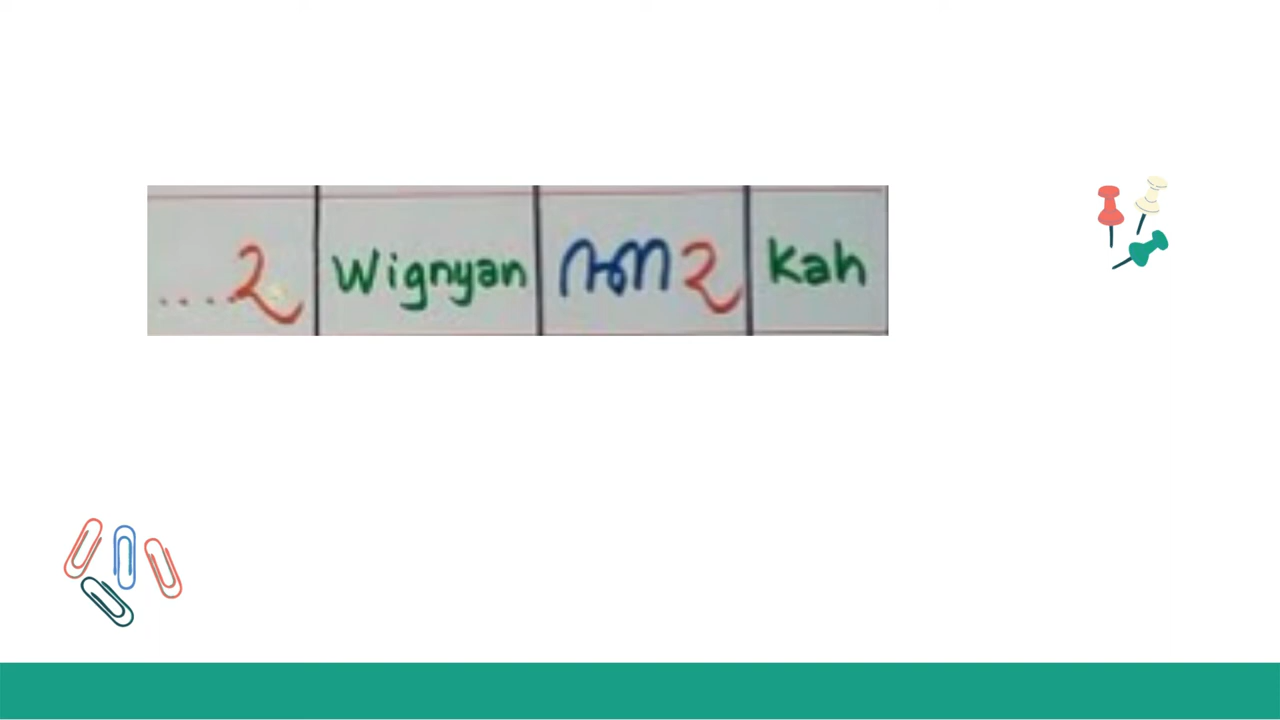 ....ꦃ Wignyan ꦏꦃ Kah